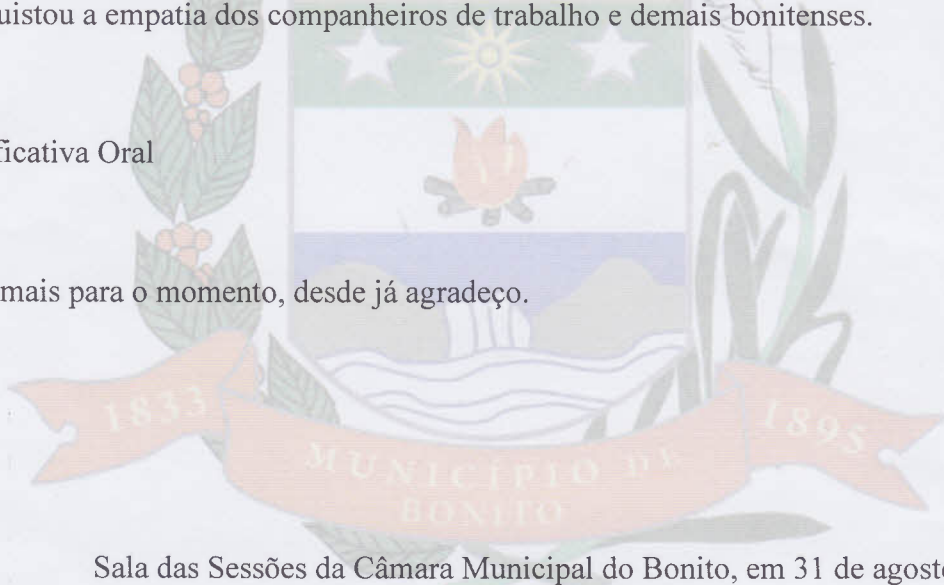 uistou a empatia dos companheiros de trabalho e demais bonitenses.
ficativa Oral
mais para o momento, desde já agradeço.
1833
1895
MUNICÍPIO DE
BONITO
Sala das Sessões da Câmara Municipal do Bonito, em 31 de agost